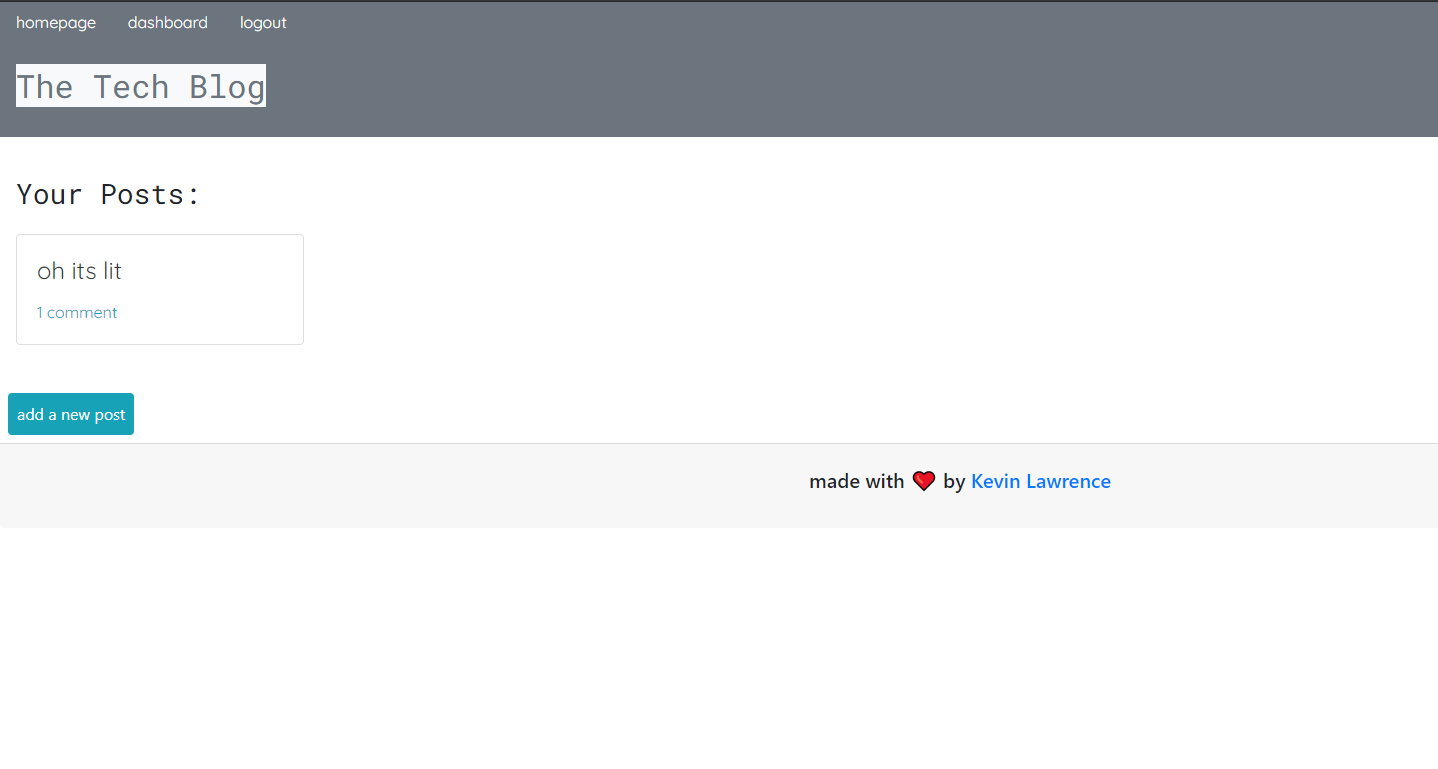 homepage dashboard logout
The Tech Blog
Your Posts:
oh its lit
1 comment
add a new post
made with ❤️ by Kevin Lawrence